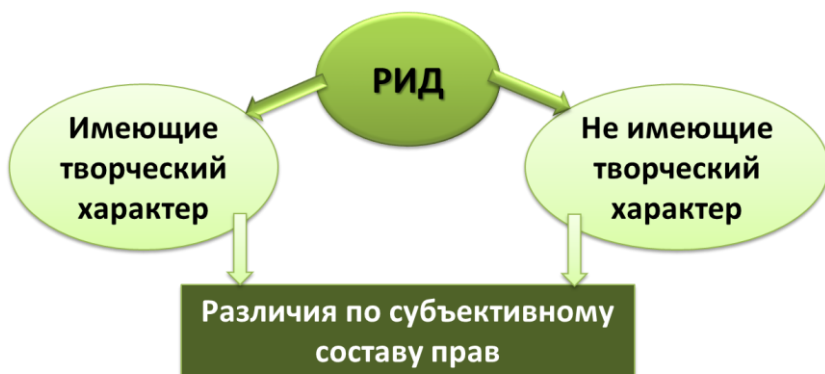 РИД
Имеющие
творческий
характер
Не имеющие
творческий
характер
Различия по субъективному
составу прав